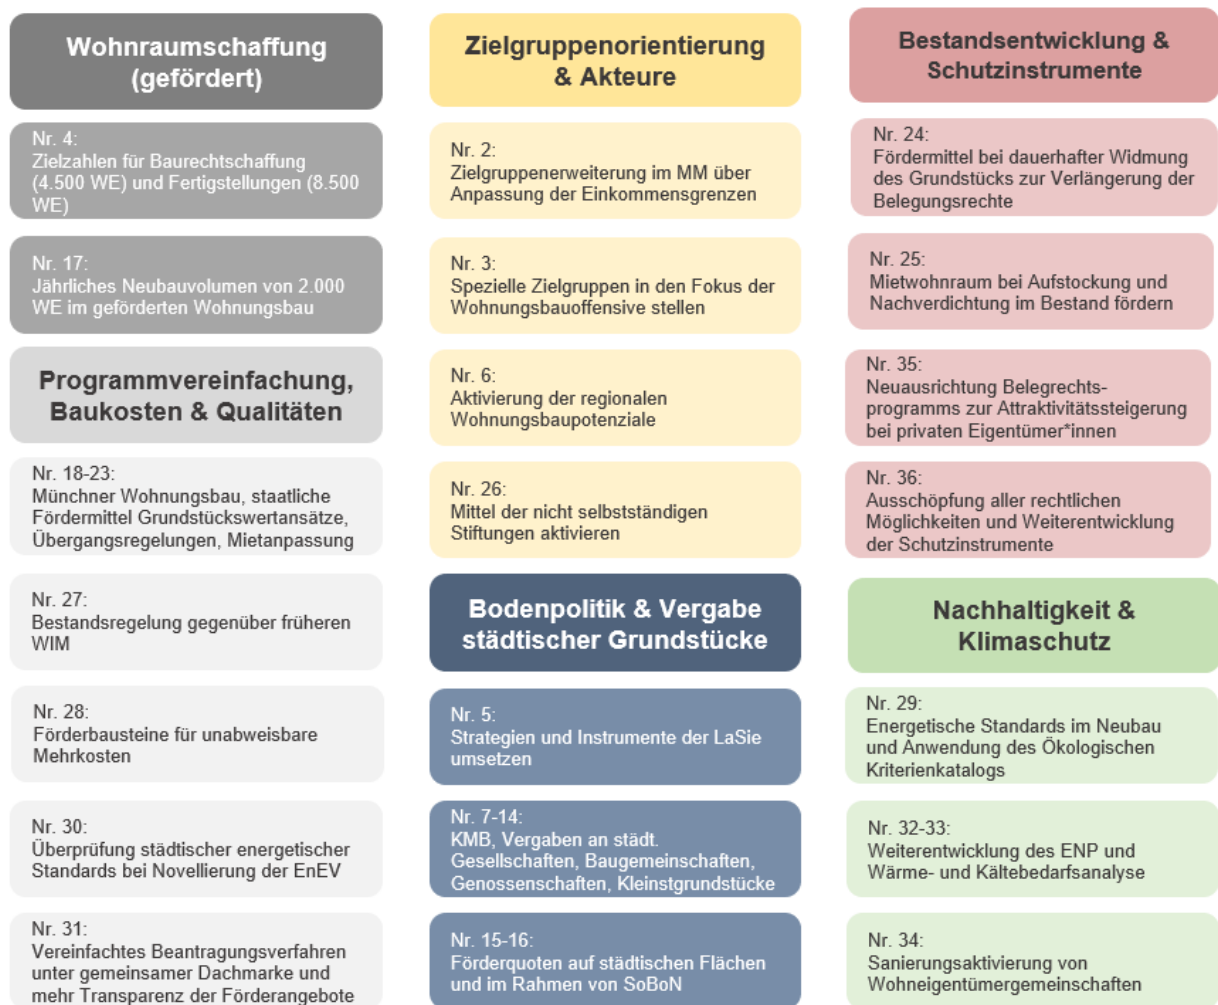 Wohnraumschaffung
(gefördert)
Nr. 4:
Zielzahlen für Baurechtschaffung
(4.500 WE) und Fertigstellungen (8.500
WE)
Nr. 17:
Jährliches Neubauvolumen von 2.000
WE im geförderten Wohnungsbau
Programmvereinfachung,
Baukosten & Qualitäten
Nr. 18-23:
Münchner Wohnungsbau, staatliche
Fördermittel Grundstückswertansätze,
Übergangsregelungen, Mietanpassung
Nr. 27:
Bestandsregelung gegenüber früheren
WIM
Nr. 28:
Förderbausteine für unabweisbare
Mehrkosten
Nr. 30:
Überprüfung städtischer energetischer
Standards bei Novellierung der EnEV
Nr. 31:
Vereinfachtes Beantragungsverfahren
unter gemeinsamer Dachmarke und
mehr Transparenz der Förderangebote
Zielgruppenorientierung
& Akteure
Nr. 2:
Zielgruppenerweiterung im MM über
Anpassung der Einkommensgrenzen
Nr. 3:
Spezielle Zielgruppen in den Fokus der
Wohnungsbauoffensive stellen
Nr. 6:
Aktivierung der regionalen
Wohnungsbaupotenziale
Nr. 26:
Mittel der nicht selbstständigen
Stiftungen aktivieren
Bodenpolitik & Vergabe
städtischer Grundstücke
Nr. 5:
Strategien und Instrumente der LaSie
umsetzen
Nr. 7-14:
KMB, Vergaben an städt.
Gesellschaften, Baugemeinschaften,
Genossenschaften, Kleinstgrundstücke
Nr. 15-16:
Förderquoten auf städtischen Flächen
und im Rahmen von SoBoN
Bestandsentwicklung &
Schutzinstrumente
Nr. 24:
Fördermittel bei dauerhafter Widmung
des Grundstücks zur Verlängerung der
Belegungsrechte
Nr. 25:
Mietwohnraum bei Aufstockung und
Nachverdichtung im Bestand fördern
Nr. 35:
Neuausrichtung Belegrechts-
programms zur Attraktivitätssteigerung
bei privaten Eigentümer*innen
Nr. 36:
Ausschöpfung aller rechtlichen
Möglichkeiten und Weiterentwicklung
der Schutzinstrumente
Nachhaltigkeit &
Klimaschutz
Nr. 29:
Energetische Standards im Neubau
und Anwendung des Ökologischen
Kriterienkatalogs
Nr. 32-33:
Weiterentwicklung des ENP und
Wärme- und Kältebedarfsanalyse
Nr. 34:
Sanierungsaktivierung von
Wohneigentümergemeinschaften